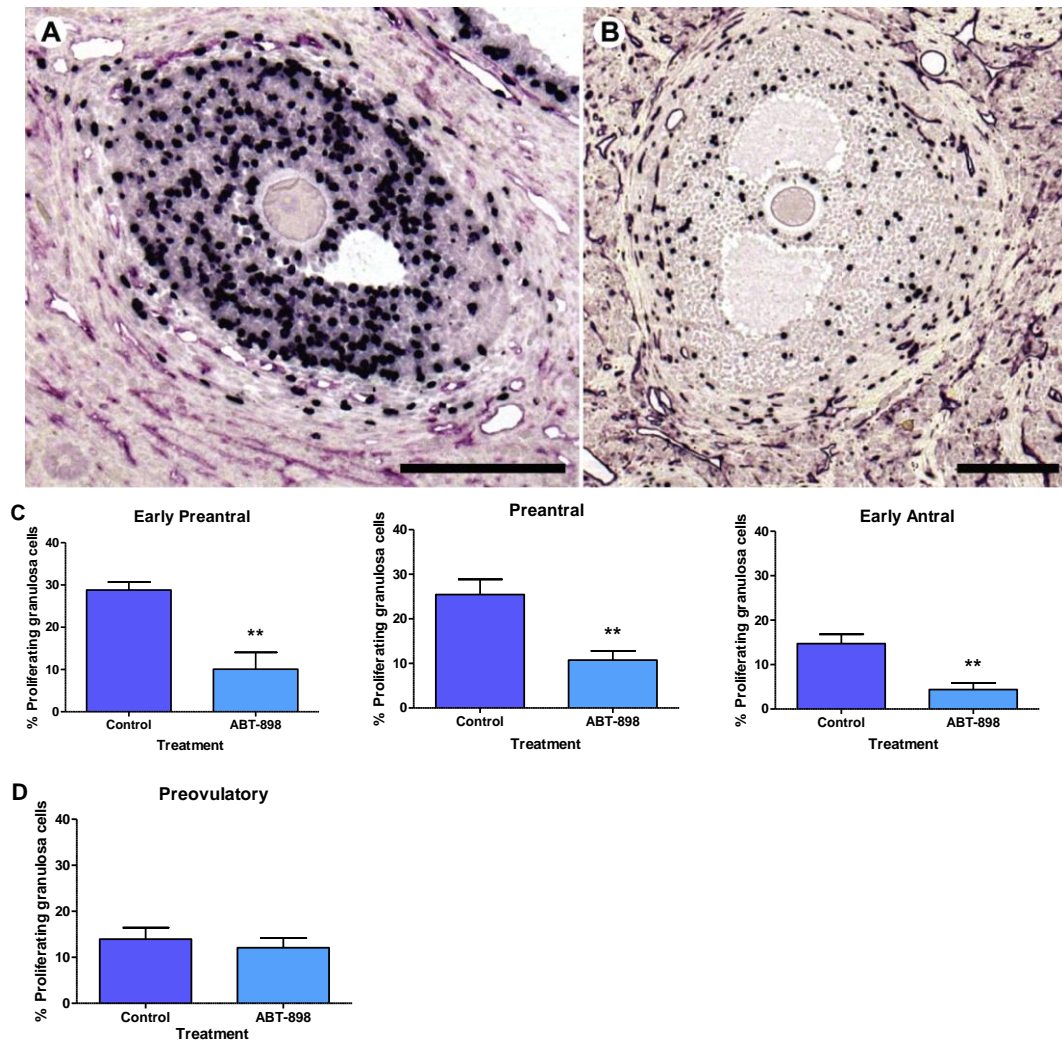 A
B
C
Early Preantral
% Proliferating granulosa cells
40
30
20
10
0
**
Control
ABT-898
Treatment
Preantral
% Proliferating granulosa cells
40
30
20
10
0
**
Control
ABT-898
Treatment
Early Antral
% Proliferating granulosa cells
40
30
20
10
0
**
Control
ABT-898
Treatment
D
Preovulatory
% Proliferating granulosa cells
40
30
20
10
0
Control
ABT-898
Treatment